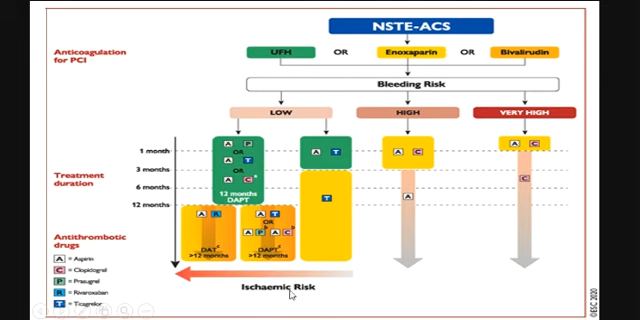 NSTE-ACS
Anticoagulation
for PCI
UFH OR Enoxaparin OR Bivalirudin
Bleeding Risk
LOW HIGH VERY HIGH
A P
OR
A T
OR
A C
12 months
DAPT
A T
A C
A C
1 month
3 months
6 months
12 months
Treatment
duration
T
A
C
A R
DAT
>12 months
A T
OR
A P A C
DAPT
>12 months
Antithrombotic
drugs
A = Aspirin
C = Clopidogrel
P = Prasugrel
R = Rivaroxaban
T = Ticagrelor
Ischaemic Risk
©ESC 2020